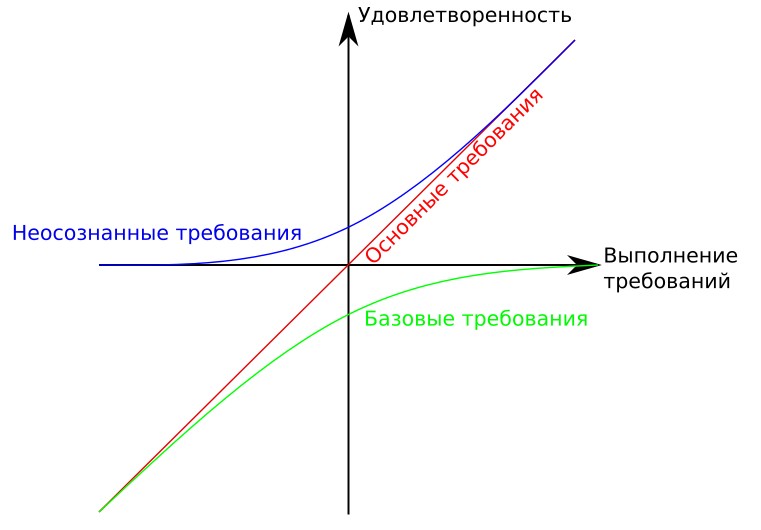 Удовлетворенность
Основные требования
Неосознанные требования
Выполнение
требований
Базовые требования